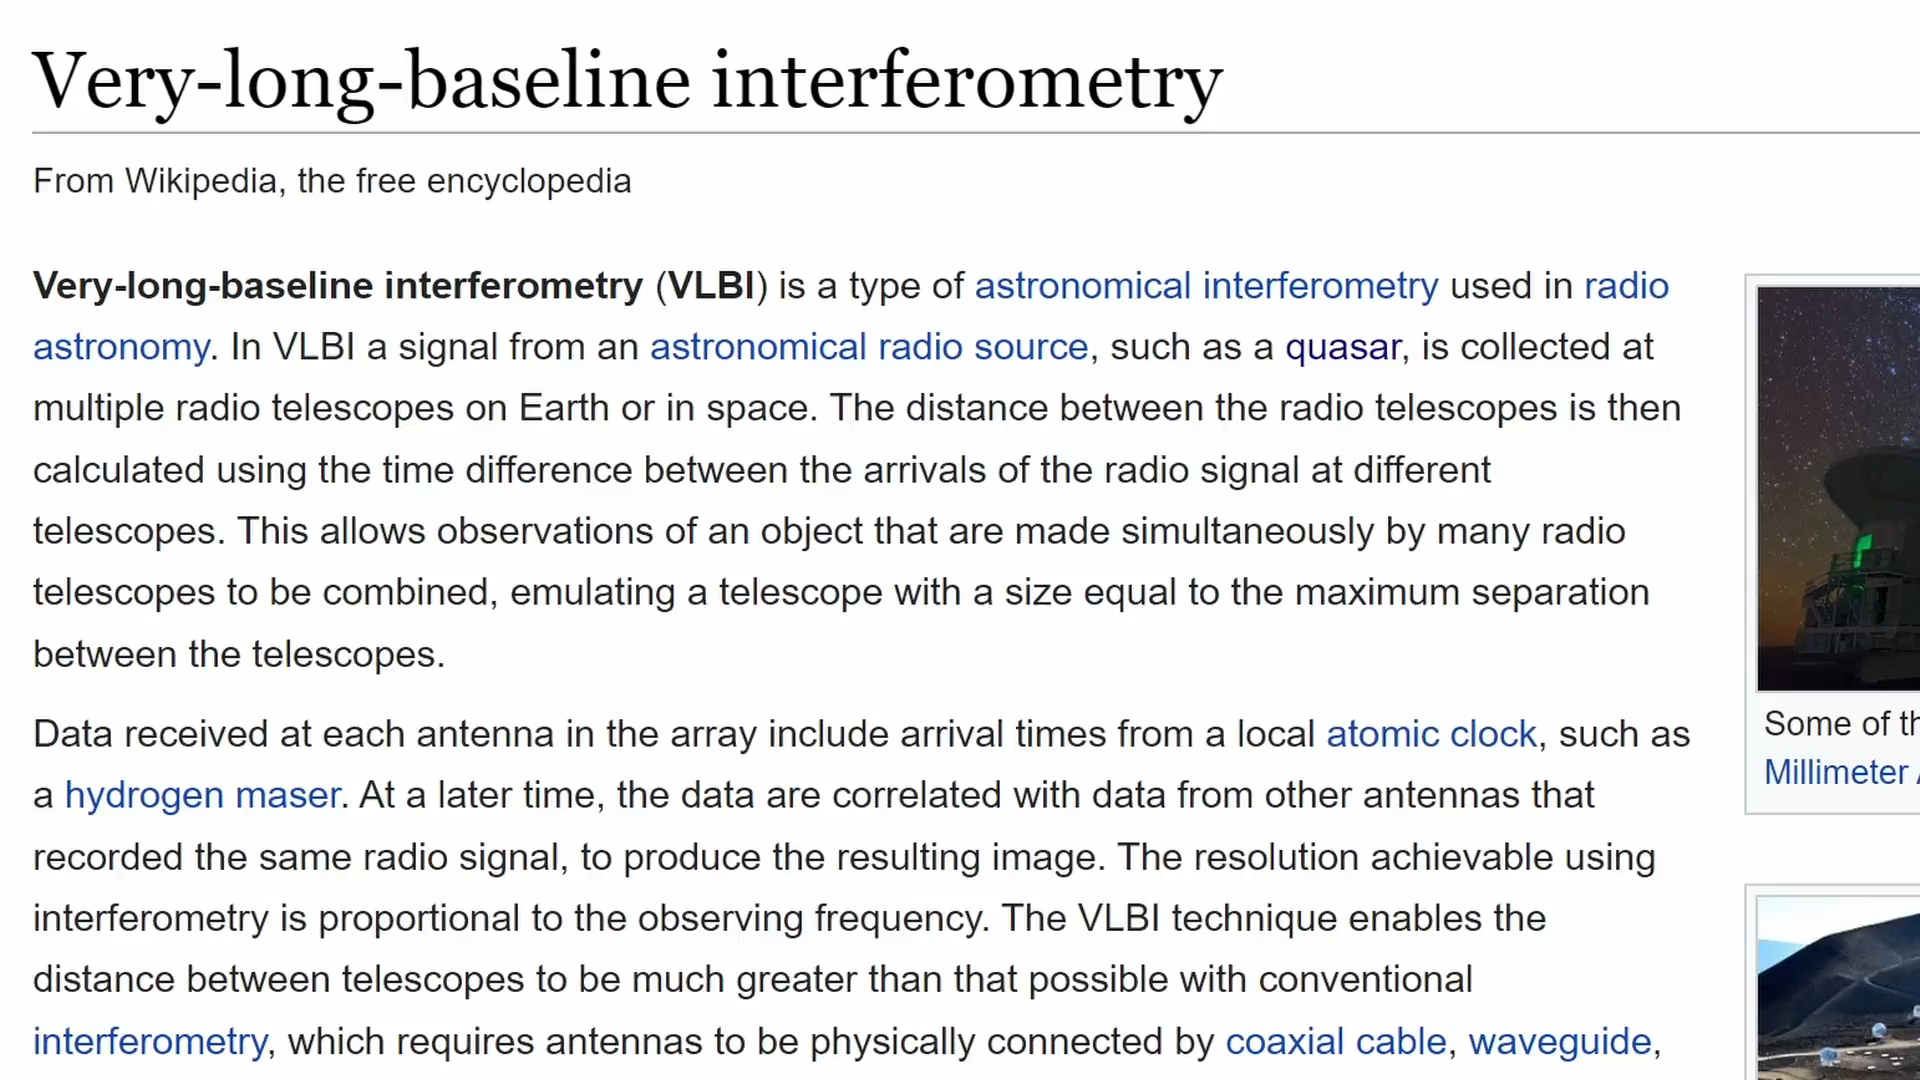 Very-long-baseline interferometry
From Wikipedia, the free encyclopedia
Very-long-baseline interferometry (VLBI) is a type of astronomical interferometry used in radio
astronomy. In VLBI a signal from an astronomical radio source, such as a quasar, is collected at
multiple radio telescopes on Earth or in space. The distance between the radio telescopes is then
calculated using the time difference between the arrivals of the radio signal at different
telescopes. This allows observations of an object that are made simultaneously by many radio
telescopes to be combined, emulating a telescope with a size equal to the maximum separation
between the telescopes.
Data received at each antenna in the array include arrival times from a local atomic clock, such as
a hydrogen maser. At a later time, the data are correlated with data from other antennas that
recorded the same radio signal, to produce the resulting image. The resolution achievable using
interferometry is proportional to the observing frequency. The VLBI technique enables the
distance between telescopes to be much greater than that possible with conventional
interferometry, which requires antennas to be physically connected by coaxial cable, waveguide,
Some of
Millimeter